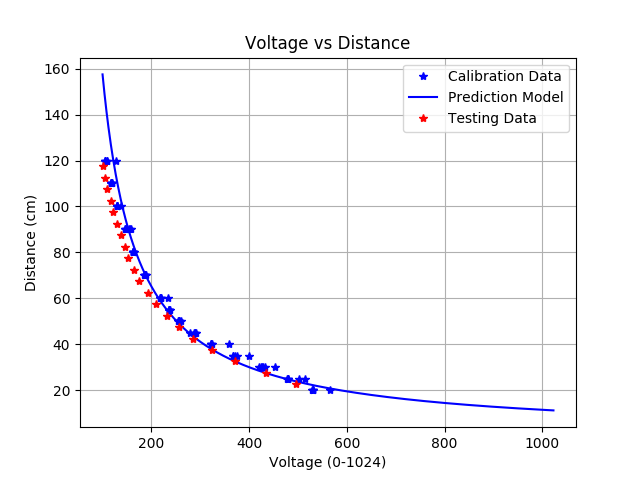 Voltage vs Distance
Calibration Data
Prediction Model
Testing Data
160
140
120
100
80
60
40
20
Distance (cm)
200
400
600
800
1000
Voltage (0-1024)